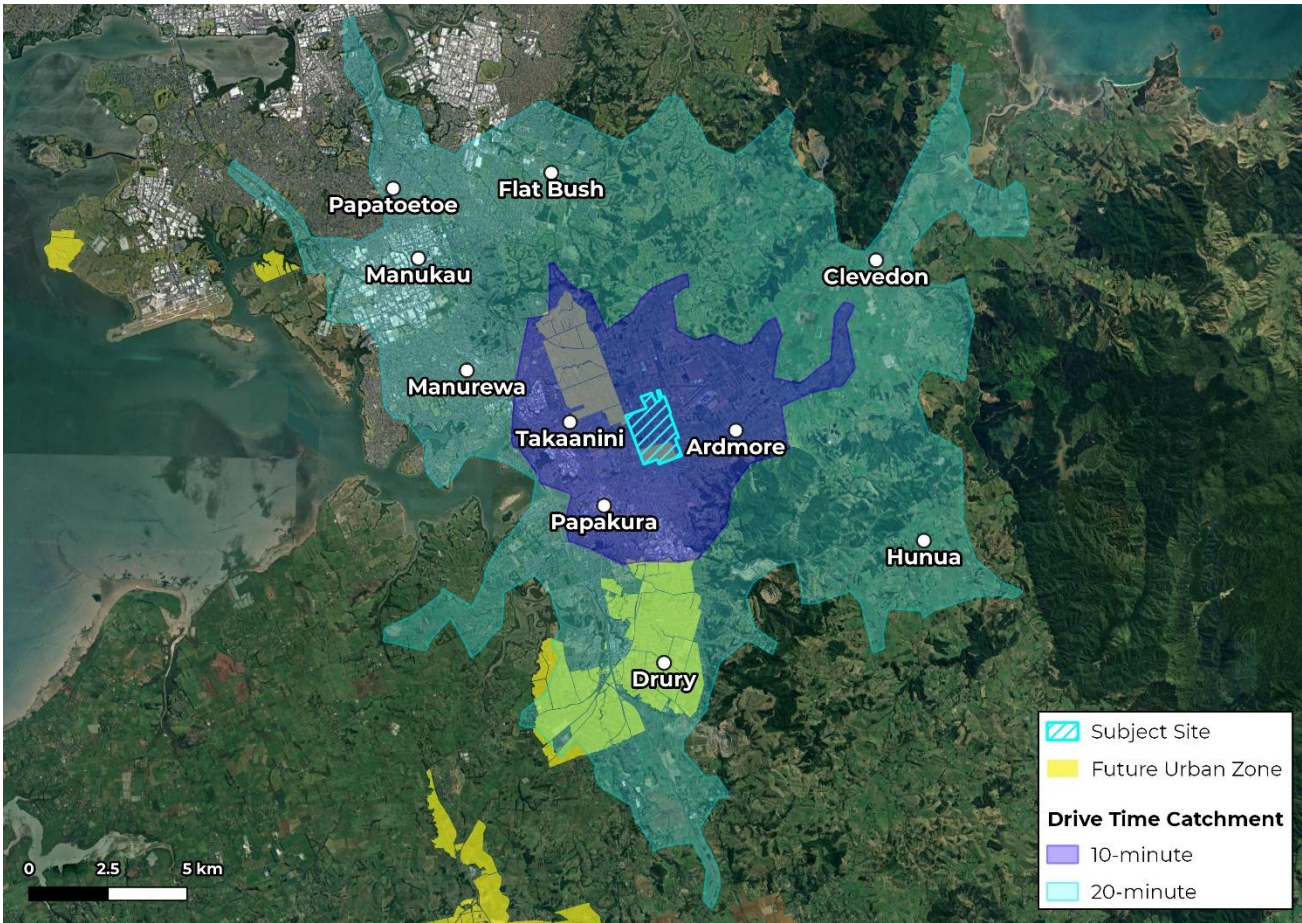 Flat Bush
Papatoetoe
Manukau
Clevedon
Manurewa
Takaanini
Ardmore
Papakura
Hunua
Drury
Subject Site
Future Urban Zone
Drive Time Catchment
10-minute
20-minute
0 2.5 5 km